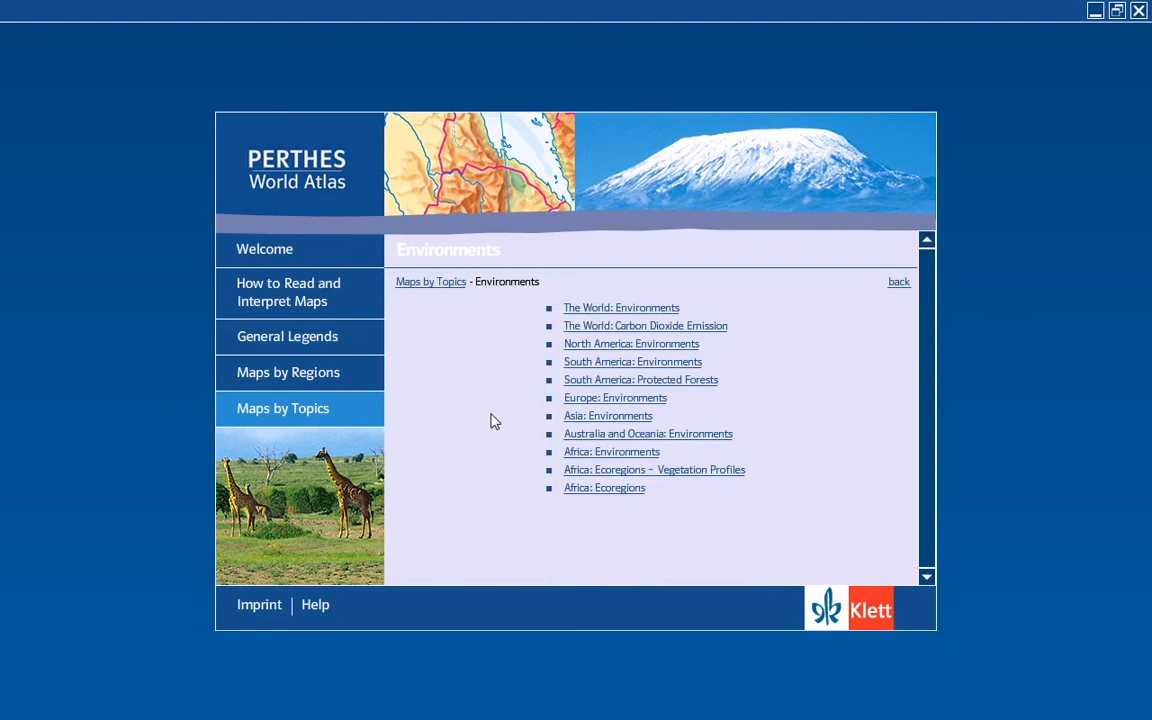 PERTHES
World Atlas
Welcome
How to Read and
Interpret Maps
General Legends
Maps by Regions
Maps by Topics
Environments
Maps by Topics - Environments
back
The World: Environments
The World: Carbon Dioxide Emission
North America: Environments
South America: Environments
South America: Protected Forests
Europe: Environments
Asia: Environments
Australia and Oceania: Environments
Africa: Environments
Africa: Ecoregions – Vegetation Profiles
Africa: Ecoregions
Imprint | Help
Klett